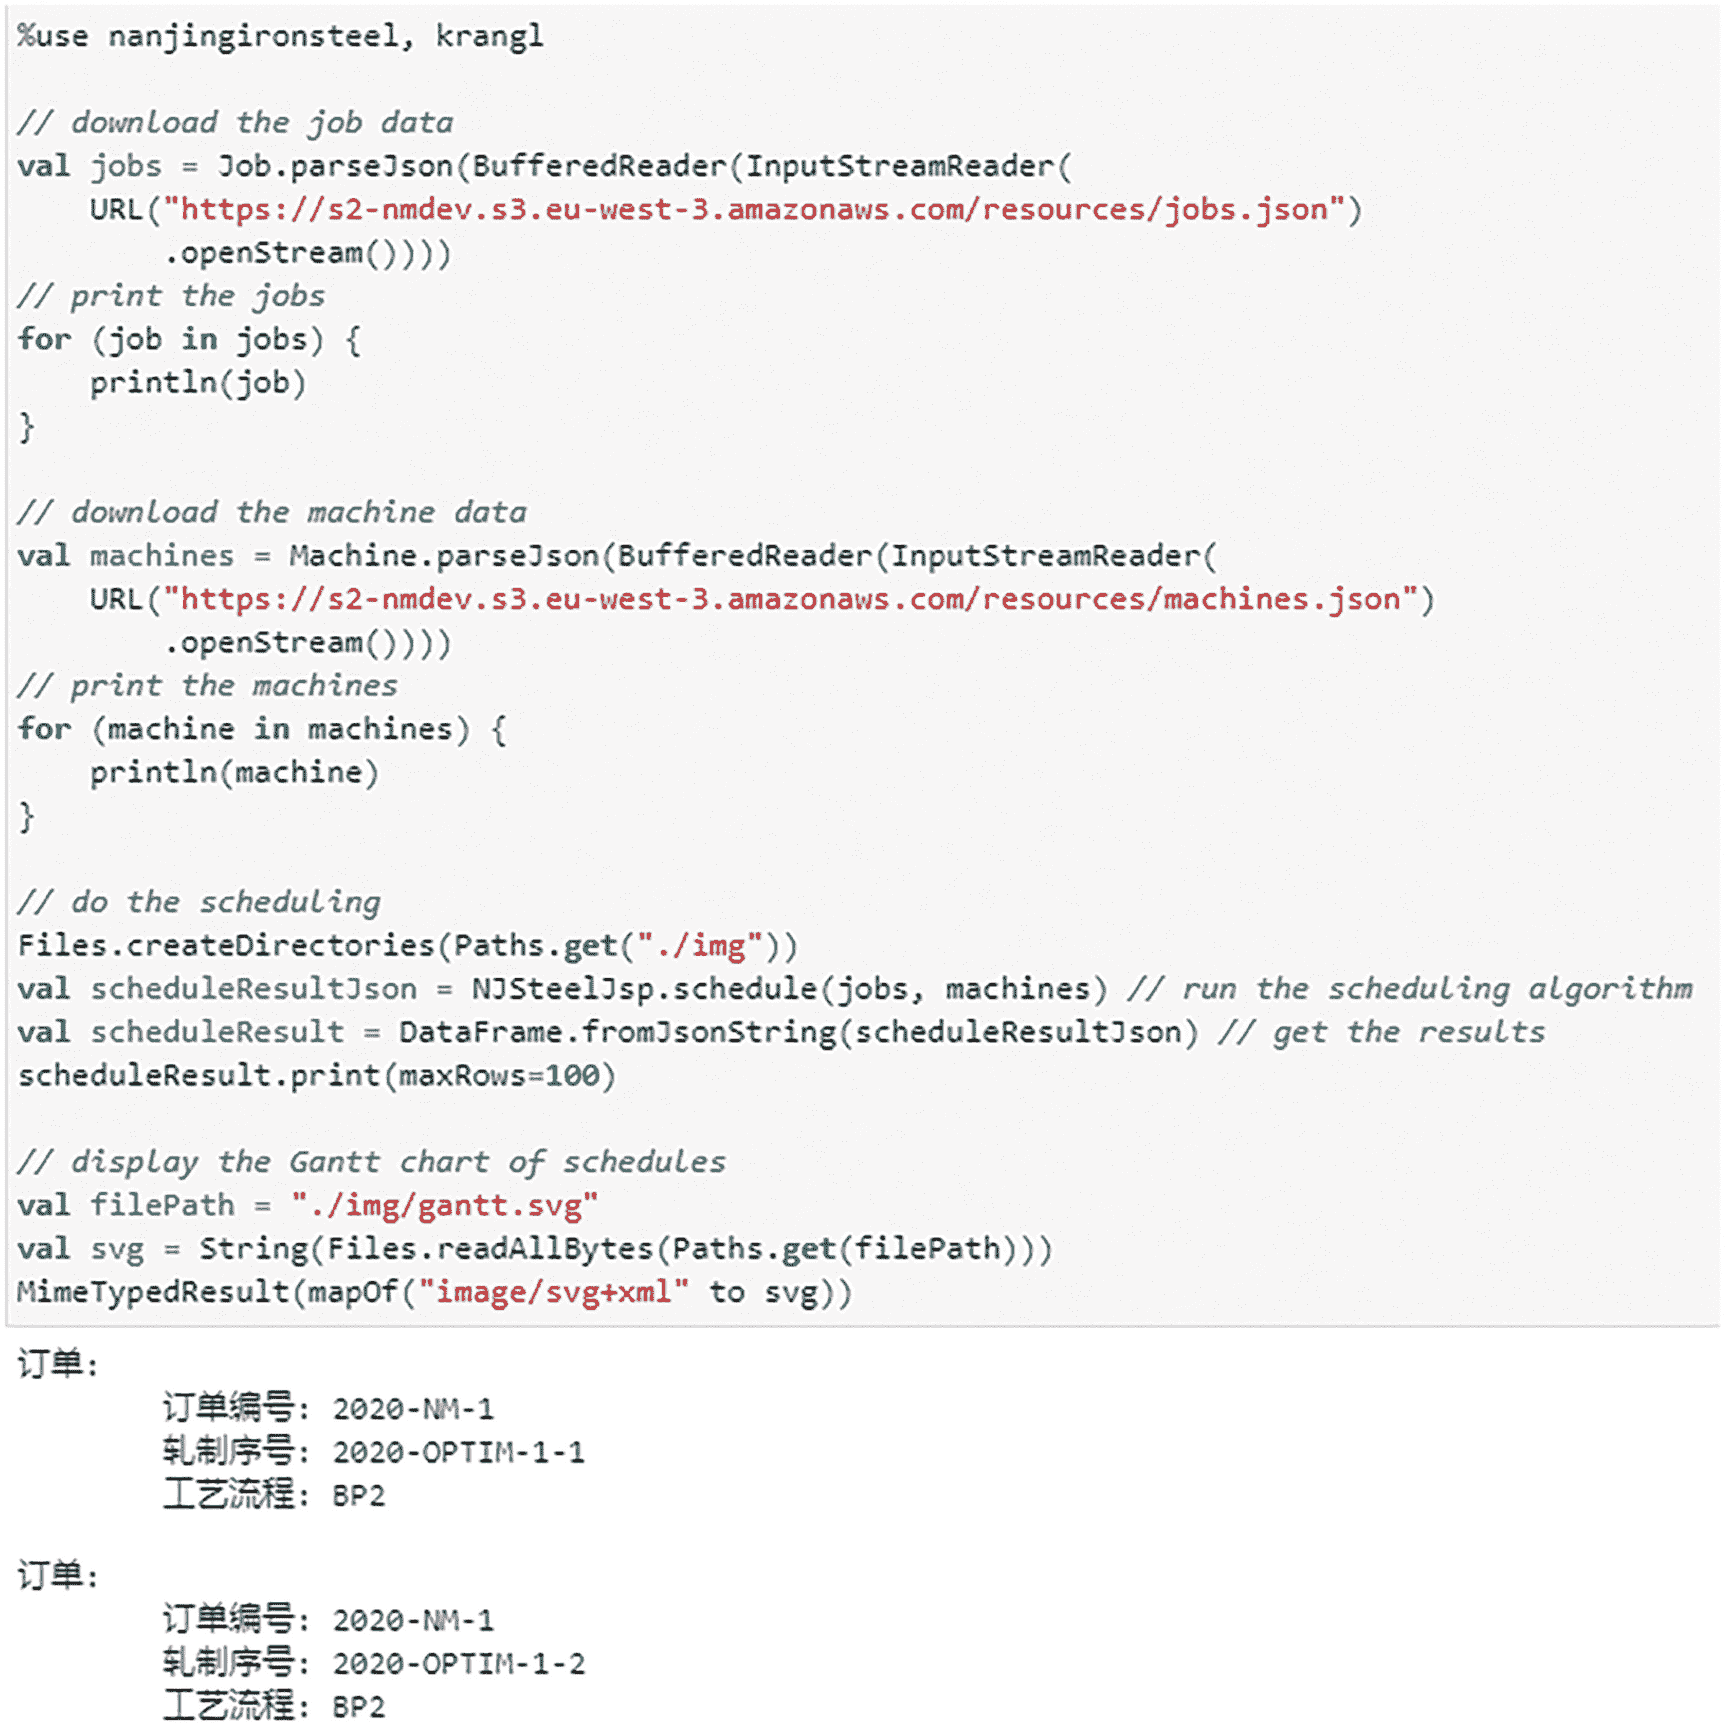 %use nanjingironsteel, krangl

// download the job data
val jobs = Job.parseJson(BufferedReader(InputStreamReader(
    URL("https://s2-nmdev.s3.eu-west-3.amazonaws.com/resources/jobs.json")
        .openStream())))
// print the jobs
for (job in jobs) {
    println(job)
}

// download the machine data
val machines = Machine.parseJson(BufferedReader(InputStreamReader(
    URL("https://s2-nmdev.s3.eu-west-3.amazonaws.com/resources/machines.json")
        .openStream())))
// print the machines
for (machine in machines) {
    println(machine)
}

// do the scheduling
Files.createDirectories(Paths.get("./img"))
val scheduleResultJson = NJSteelJsp.schedule(jobs, machines) // run the scheduling algorithm
val scheduleResult = DataFrame.fromJsonString(scheduleResultJson) // get the results
scheduleResult.print(maxRows=100)

// display the Gantt chart of schedules
val filePath = "./img/gantt.svg"
val svg = String(Files.readAllBytes(Paths.get(filePath)))
MimeTypedResult(mapOf("image/svg+xml" to svg))
订单:
        订单编号: 2020-NM-1
        轧制序号: 2020-OPTIM-1-1
        工艺流程: BP2

订单:
        订单编号: 2020-NM-1
        轧制序号: 2020-OPTIM-1-2
        工艺流程: BP2